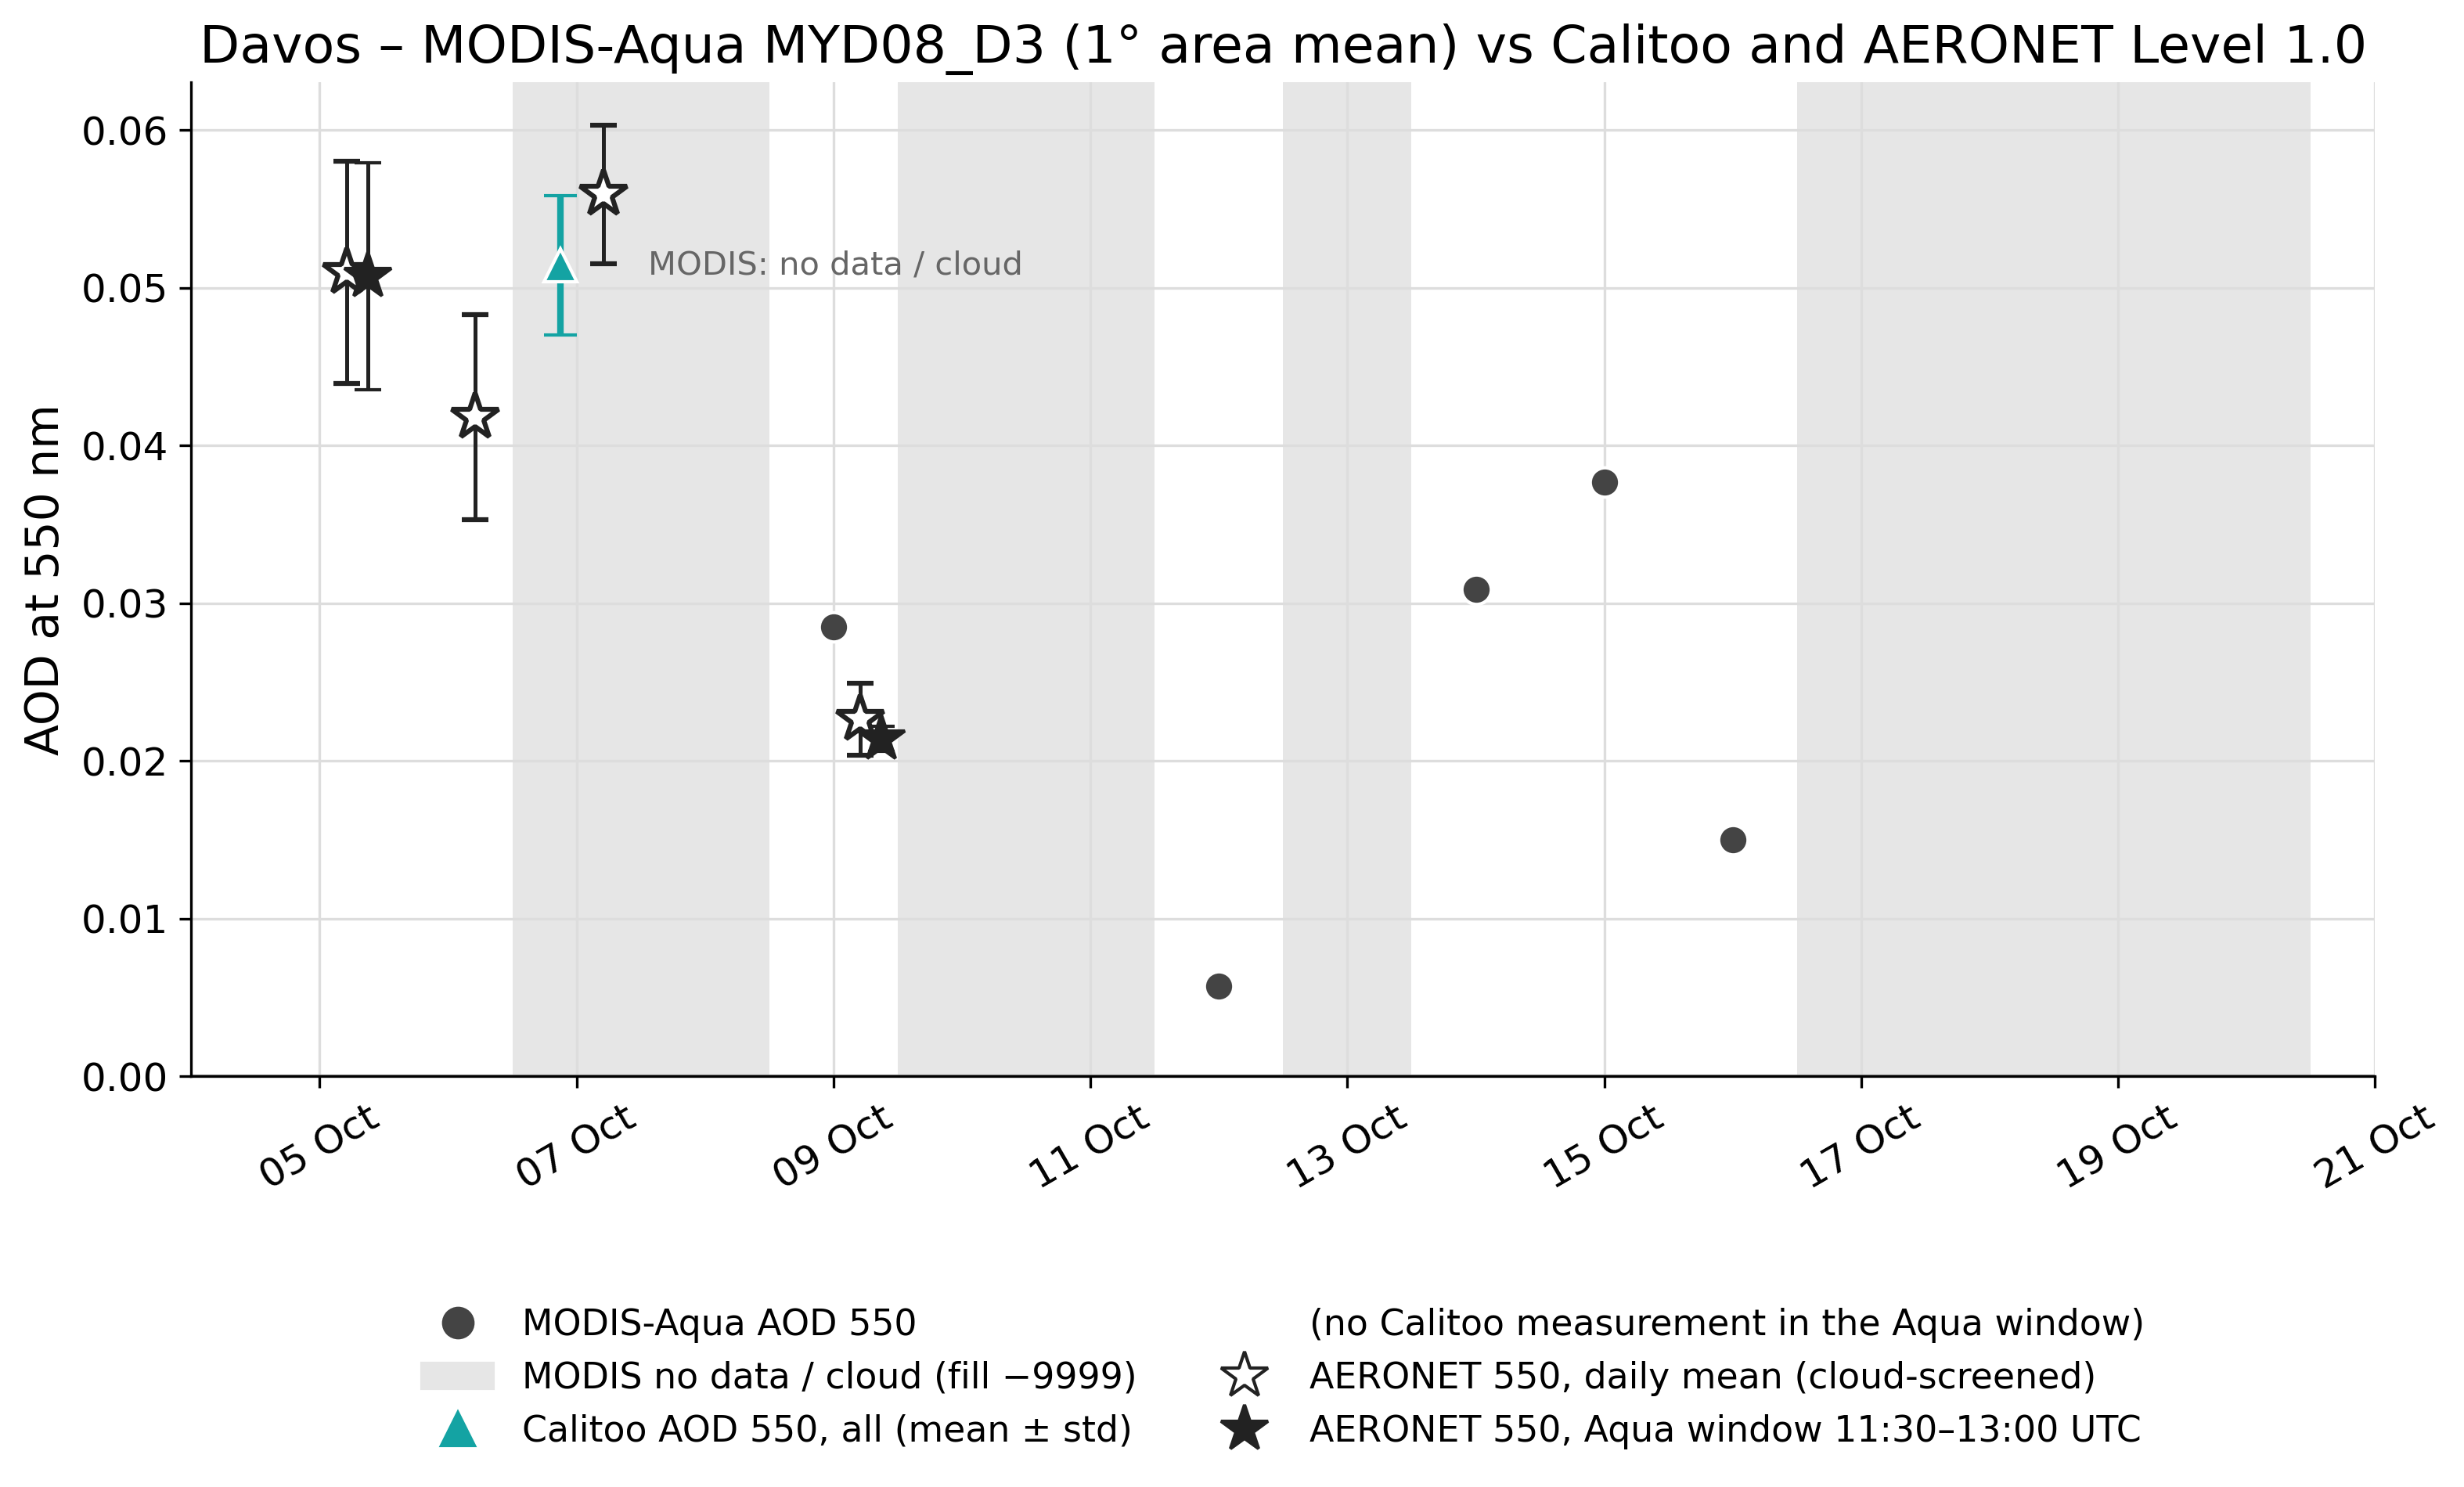 Davos – MODIS-Aqua MYD08_D3 (1° area mean) vs Calitoo and AERONET Level 1.0
AOD at 550 nm
0.06
0.05
0.04
0.03
0.02
0.01
0.00
MODIS: no data / cloud
05 Oct
07 Oct
09 Oct
11 Oct
13 Oct
15 Oct
17 Oct
19 Oct
21 Oct
MODIS-Aqua AOD 550
MODIS no data / cloud (fill −9999)
Calitoo AOD 550, all (mean ± std)
(no Calitoo measurement in the Aqua window)
AERONET 550, daily mean (cloud-screened)
AERONET 550, Aqua window 11:30–13:00 UTC